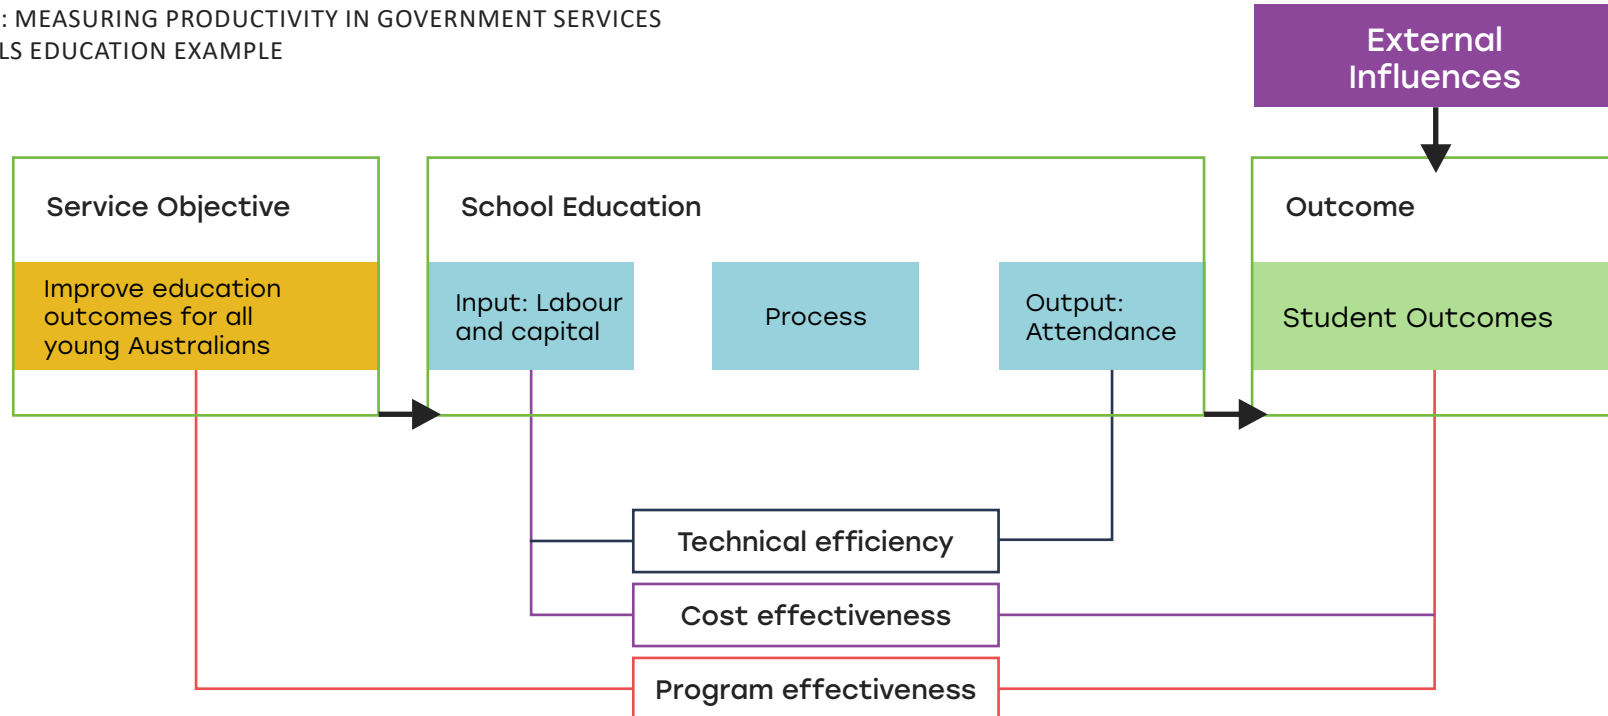 : MEASURING PRODUCTIVITY IN GOVERNMENT SERVICES
LS EDUCATION EXAMPLE
External
Influences
Service Objective
School Education
Outcome
Improve education
outcomes for all
young Australians
Input: Labour
and capital
Process
Output:
Attendance
Student Outcomes
Technical efficiency
Cost effectiveness
Program effectiveness